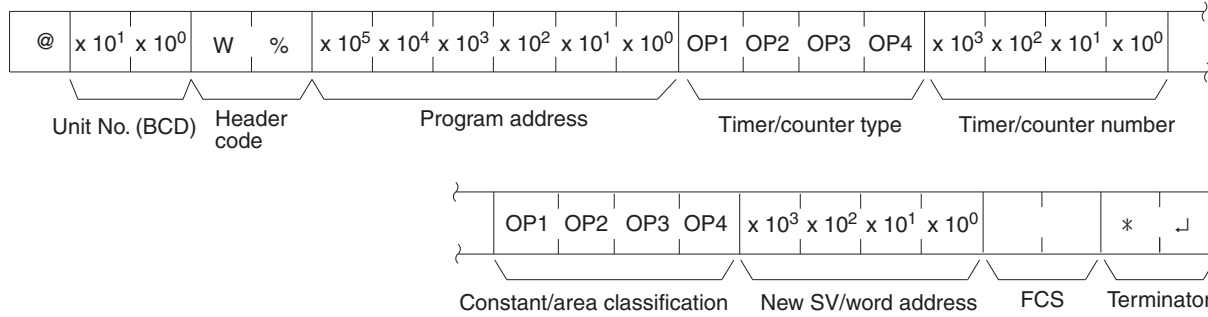 @ x 10¹ x 10⁰ W % x 10⁵ x 10⁴ x 10³ x 10² x 10¹ x 10⁰ OP1 OP2 OP3 OP4 x 10³ x 10² x 10¹ x 10⁰
Unit No. (BCD) Header code Program address Timer/counter type Timer/counter number
OP1 OP2 OP3 OP4 x 10³ x 10² x 10¹ x 10⁰ * ↵
Constant/area classification New SV/word address FCS Terminator